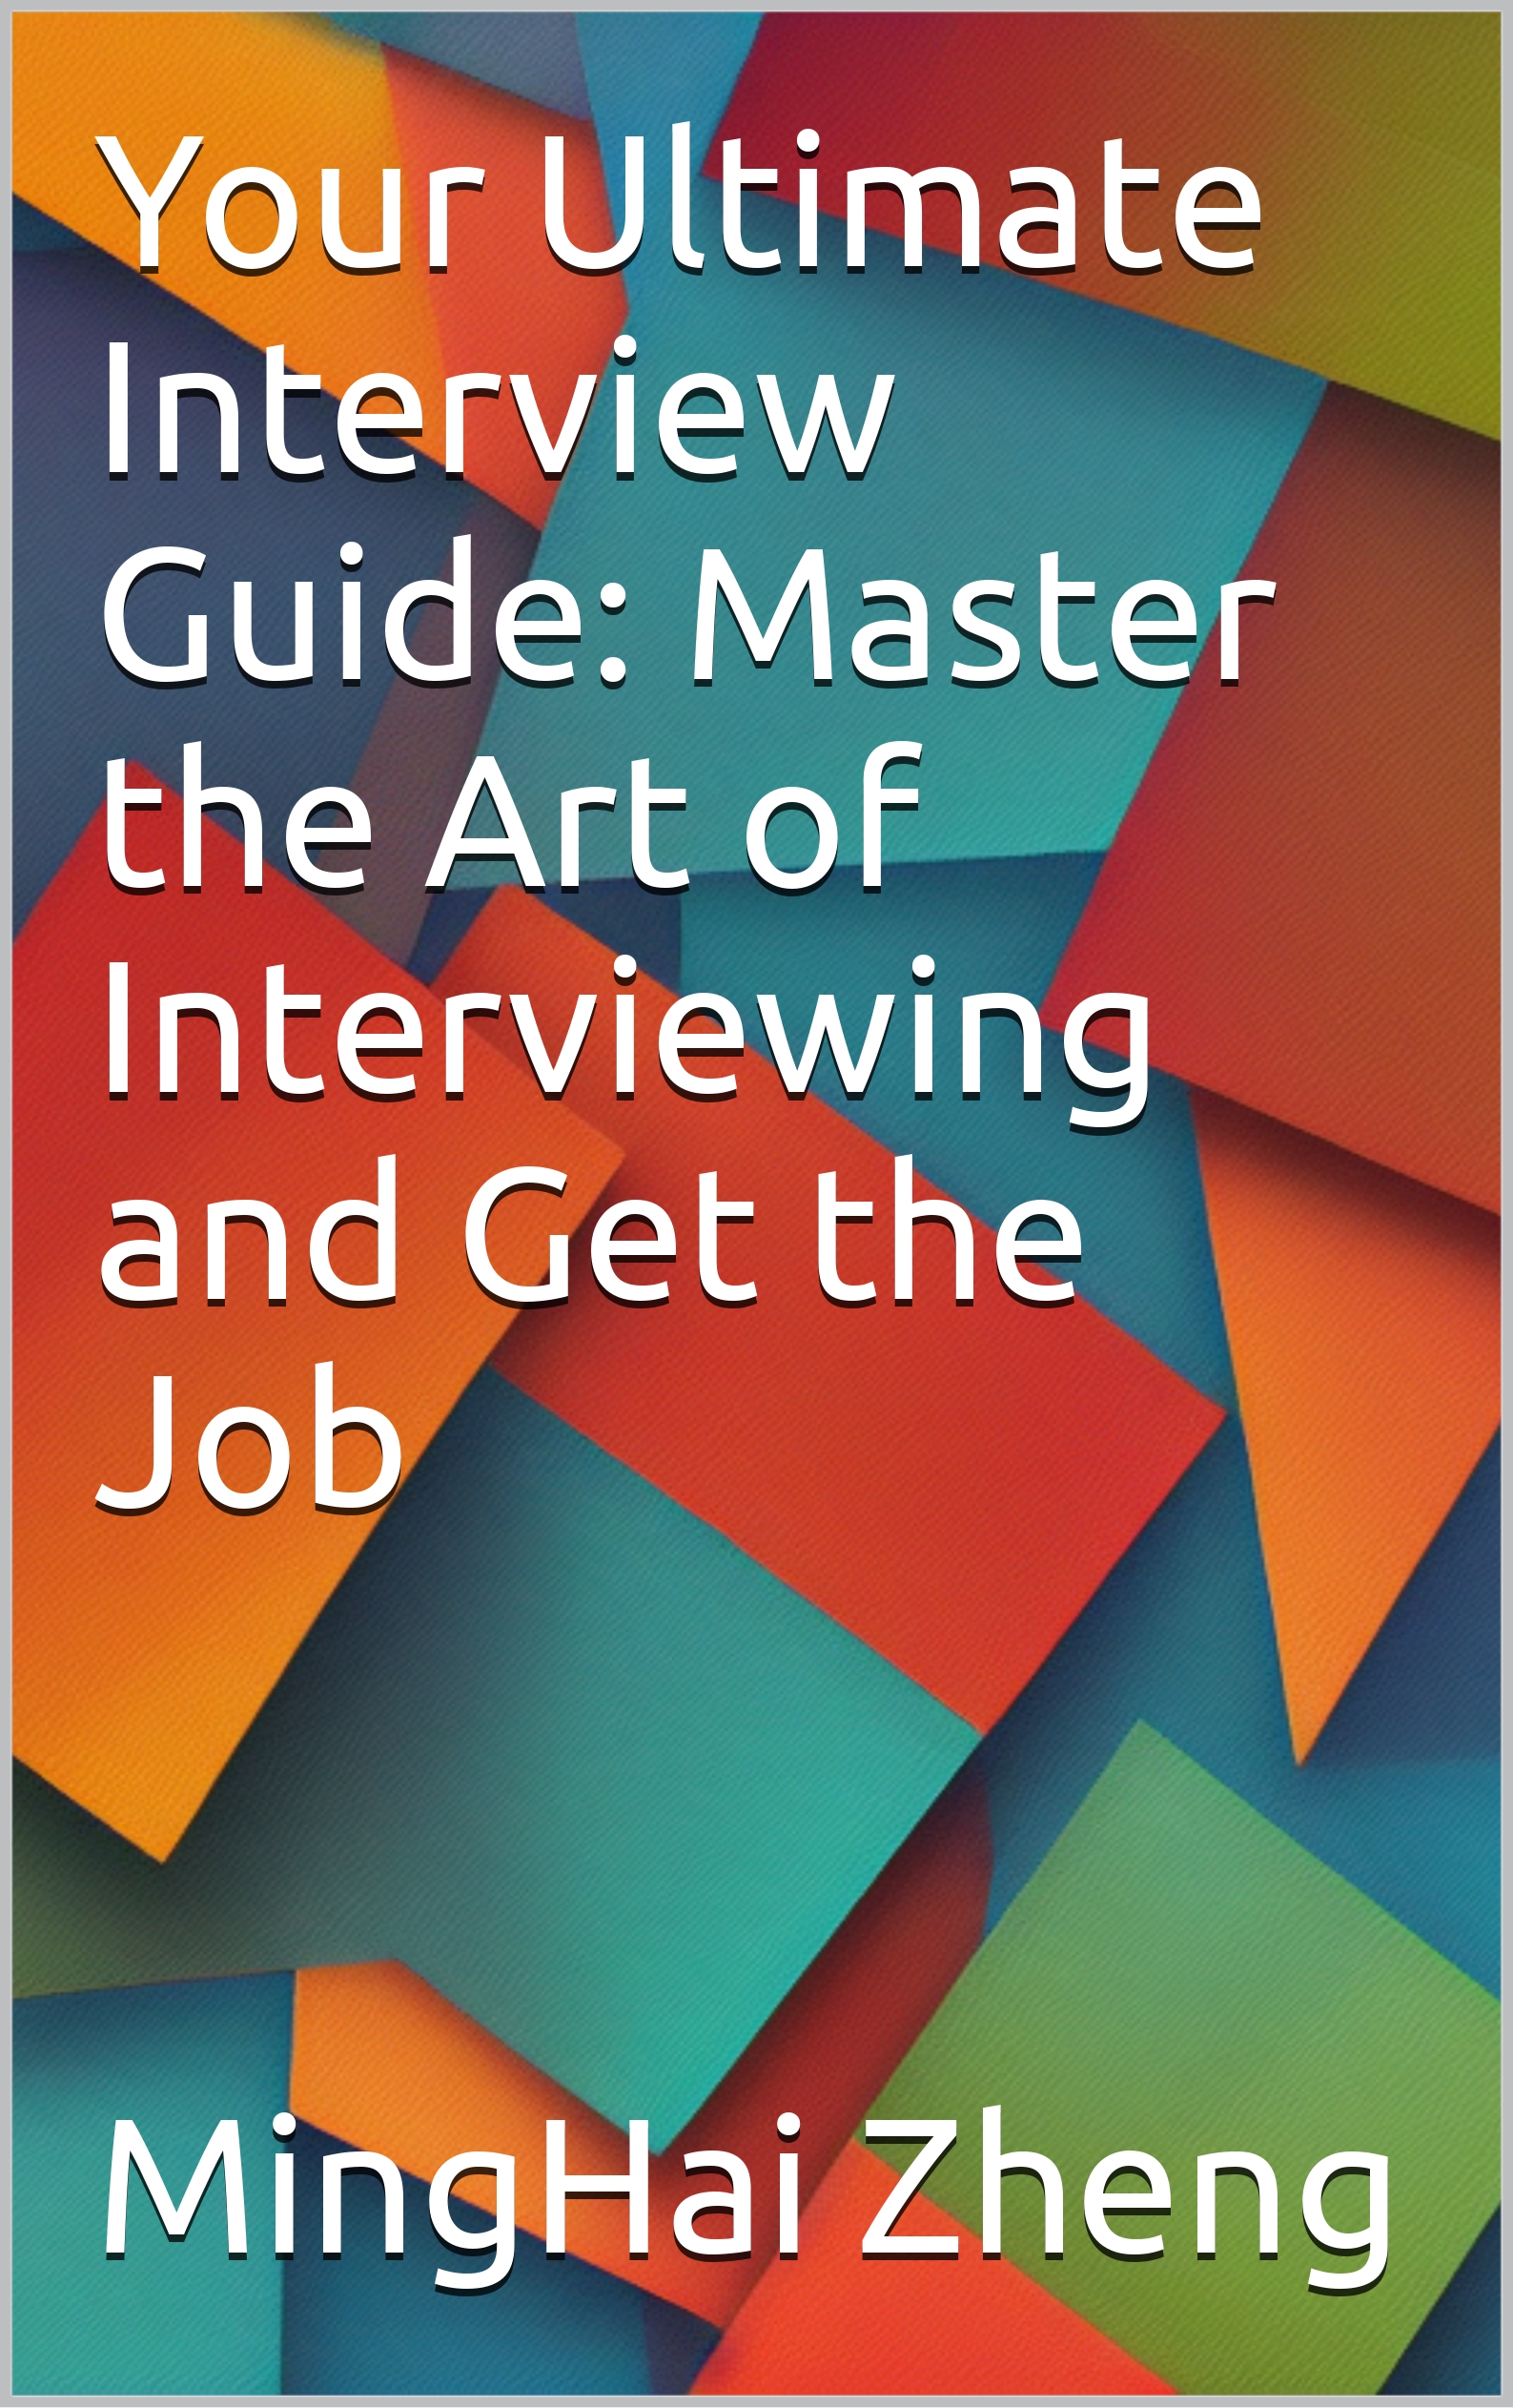 Your Ultimate
Interview
Guide: Master
the Art of
Interviewing
and Get the
Job
MingHai Zheng